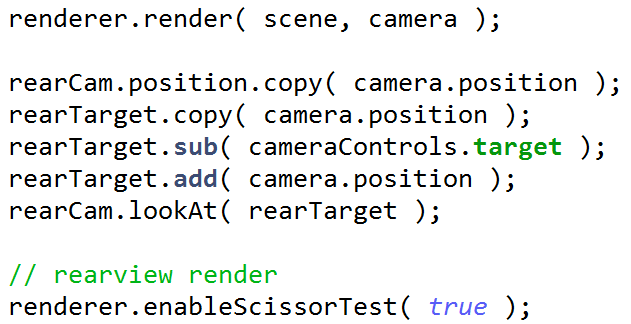 renderer.render( scene, camera );
rearCam.position.copy( camera.position );
rearTarget.copy( camera.position );
rearTarget.sub( cameraControls.target );
rearTarget.add( camera.position );
rearCam.lookAt( rearTarget );
// rearview render
renderer.enableScissorTest( true );